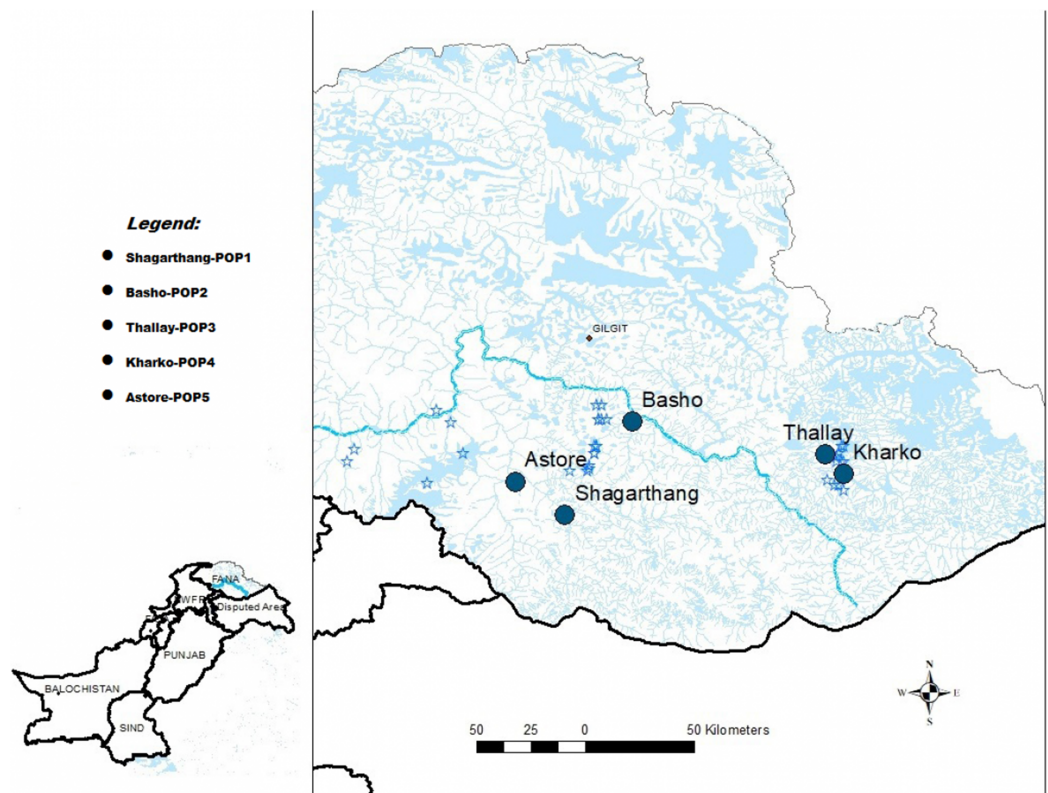 Legend:
Shagarthang-POP1
Basho-POP2
Thallay-POP3
Kharko-POP4
Astore-POP5
GILGIT
Basho
Thallay
Kharko
Astore
Shagarthang
FANA
Disputed Area
PUNJAB
BALOCHISTAN
SIND
N
W E
S
50 25 0 50 Kilometers